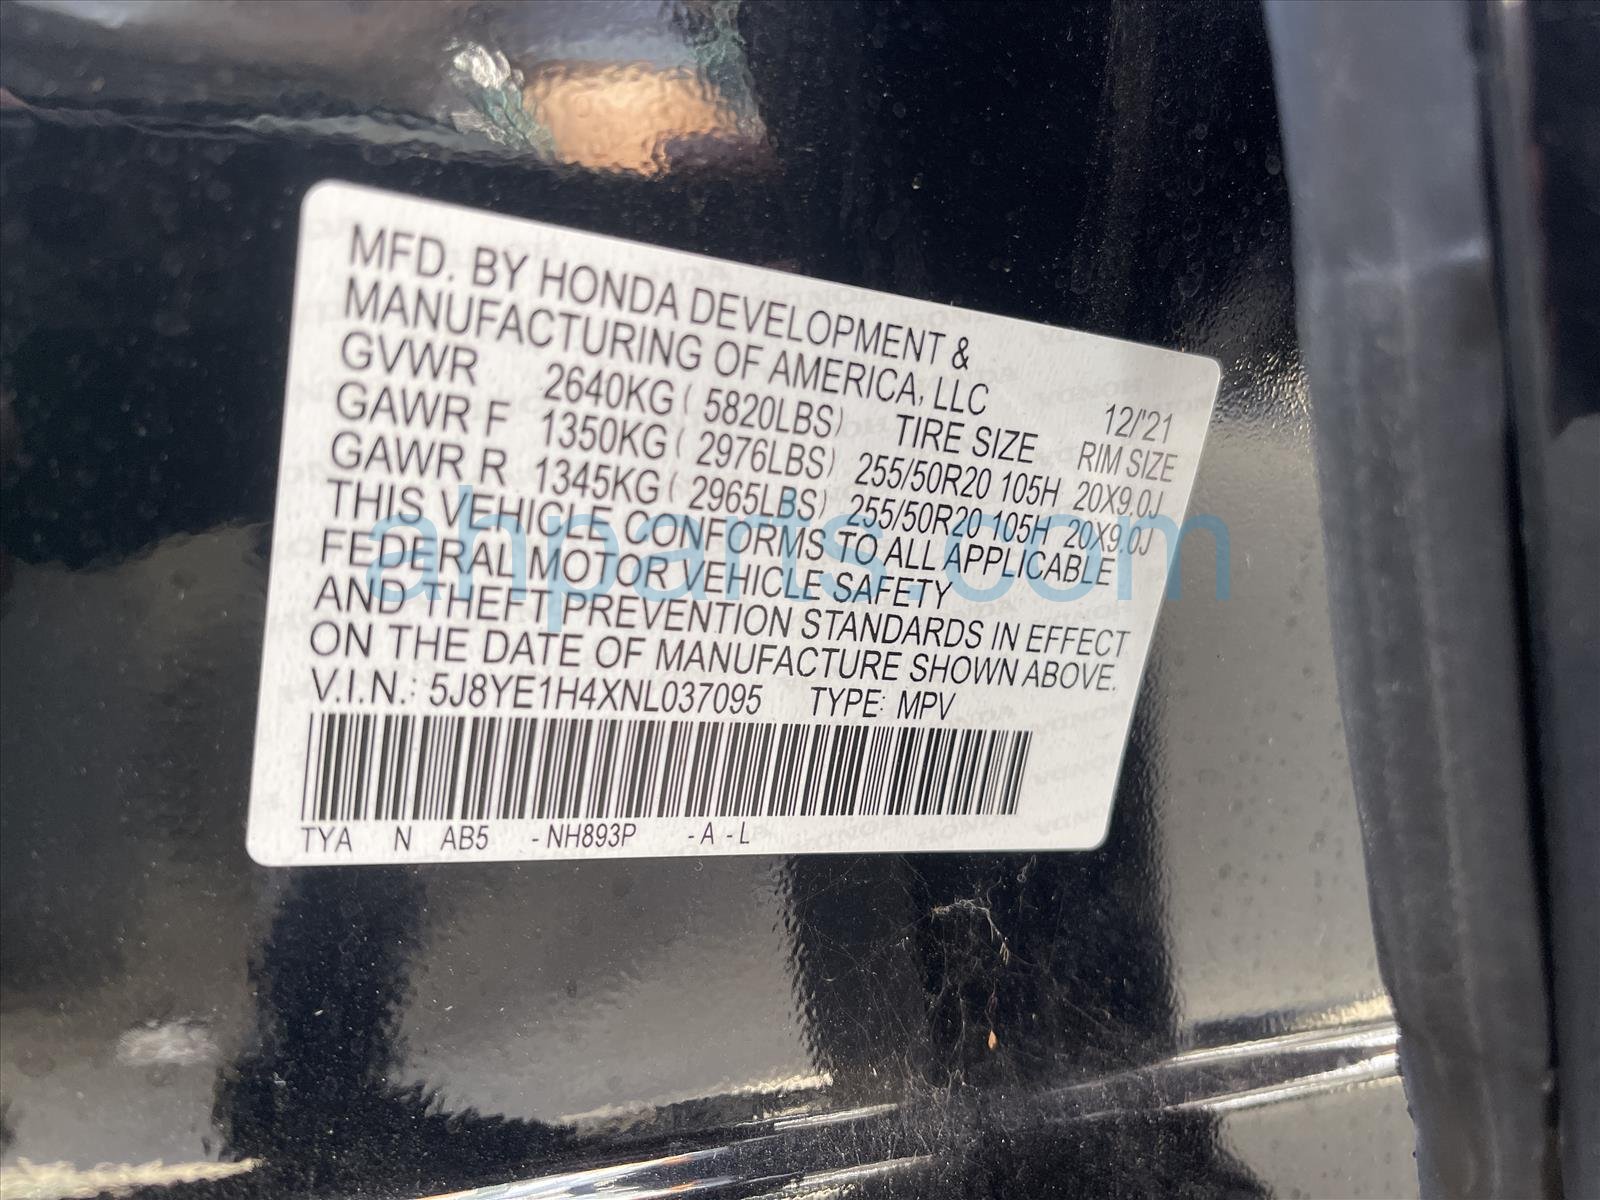 MFD. BY HONDA DEVELOPMENT &
MANUFACTURING OF AMERICA, LLC 12/'21
GVWR 2640KG ( 5820LBS) TIRE SIZE RIM SIZE
GAWR F 1350KG ( 2976LBS) 255/50R20 105H 20X9.0J
GAWR R 1345KG ( 2965LBS) 255/50R20 105H 20X9.0J
THIS VEHICLE CONFORMS TO ALL APPLICABLE
FEDERAL MOTOR VEHICLE SAFETY
AND THEFT PREVENTION STANDARDS IN EFFECT
ON THE DATE OF MANUFACTURE SHOWN ABOVE.
V.I.N.: 5J8YE1H4XNL037095 TYPE: MPV
TYA N AB5 -NH893P -A-L
ahparts.com